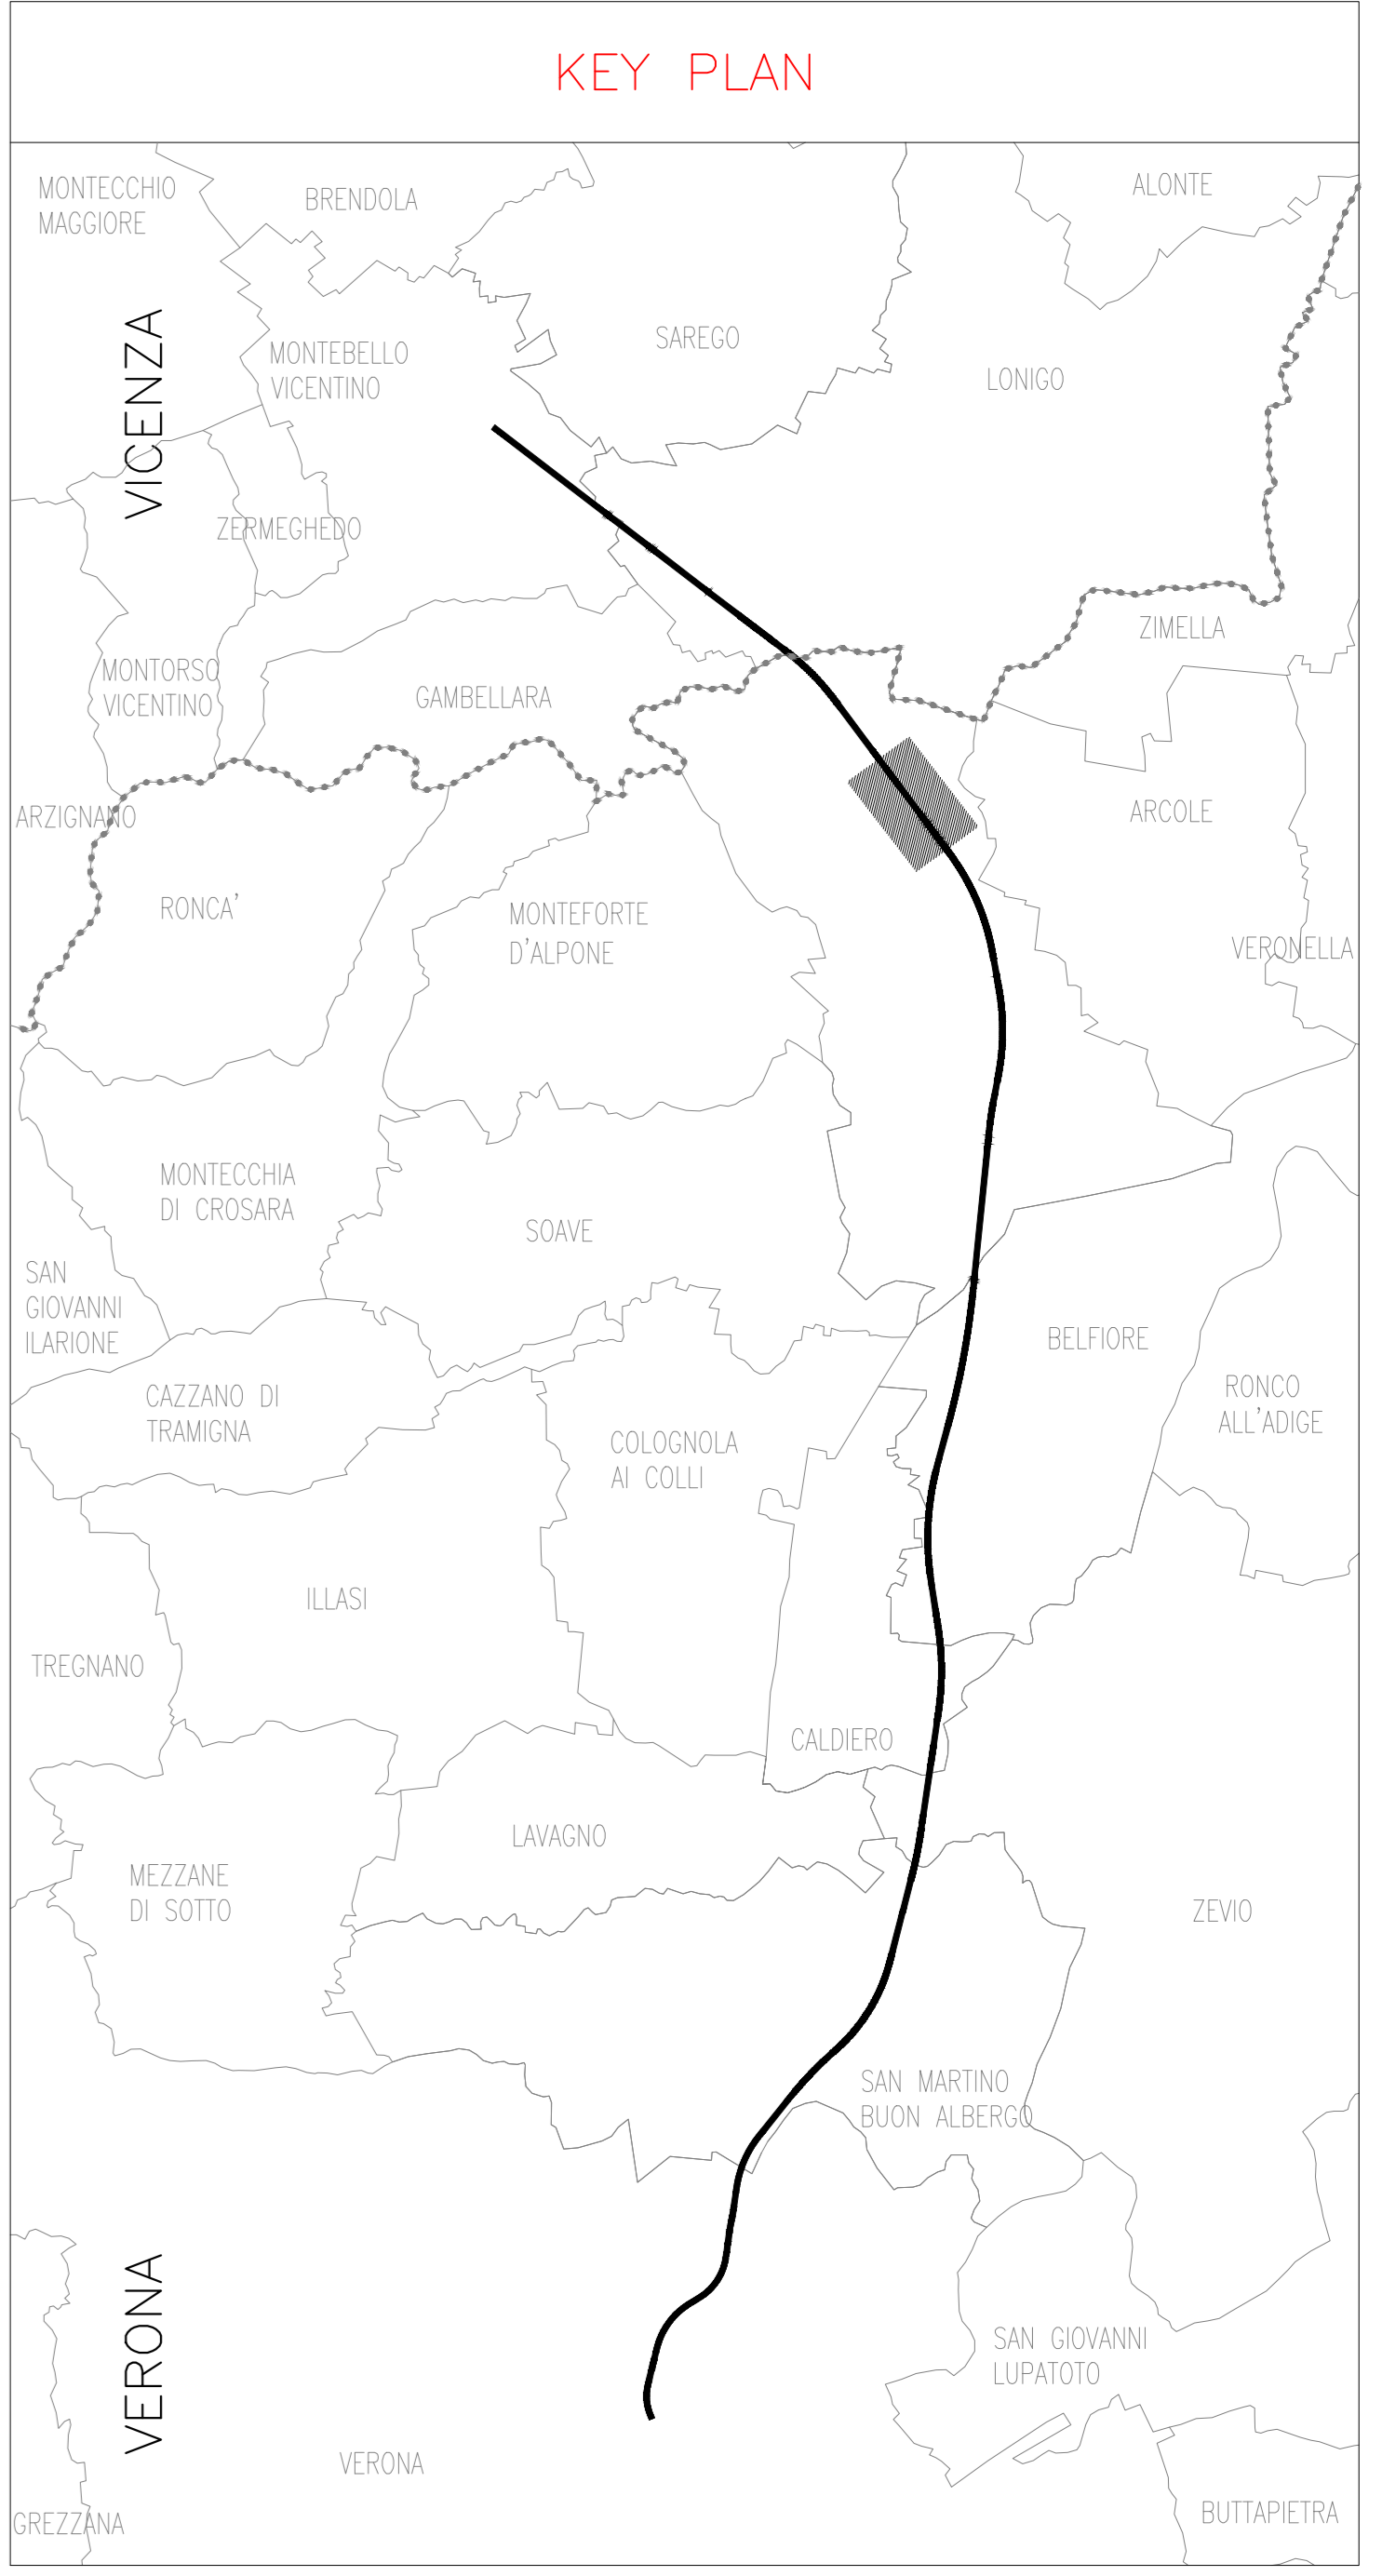 KEY PLAN
MONTECCHIO
MAGGIORE
BRENDOLA
ALONTE
VICENZA
SAREGO
MONTEBELLO
VICENTINO
LONIGO
ZERMEGHEDO
ZIMELLA
MONTORSO
VICENTINO
GAMBELLARA
ARZIGNANO
ARCOLE
RONCA'
MONTEFORTE
D'ALPONE
VERONELLA
MONTECCHIA
DI CROSARA
SOAVE
SAN
GIOVANNI
ILARIONE
BELFIORE
CAZZANO DI
TRAMIGNA
RONCO
ALL'ADIGE
COLOGNOLA
AI COLLI
ILLASI
TREGNANO
CALDIERO
LAVAGNO
MEZZANE
DI SOTTO
ZEVIO
SAN MARTINO
BUON ALBERGO
VERONA
SAN GIOVANNI
LUPATOTO
VERONA
BUTTAPIETRA
GREZZANA